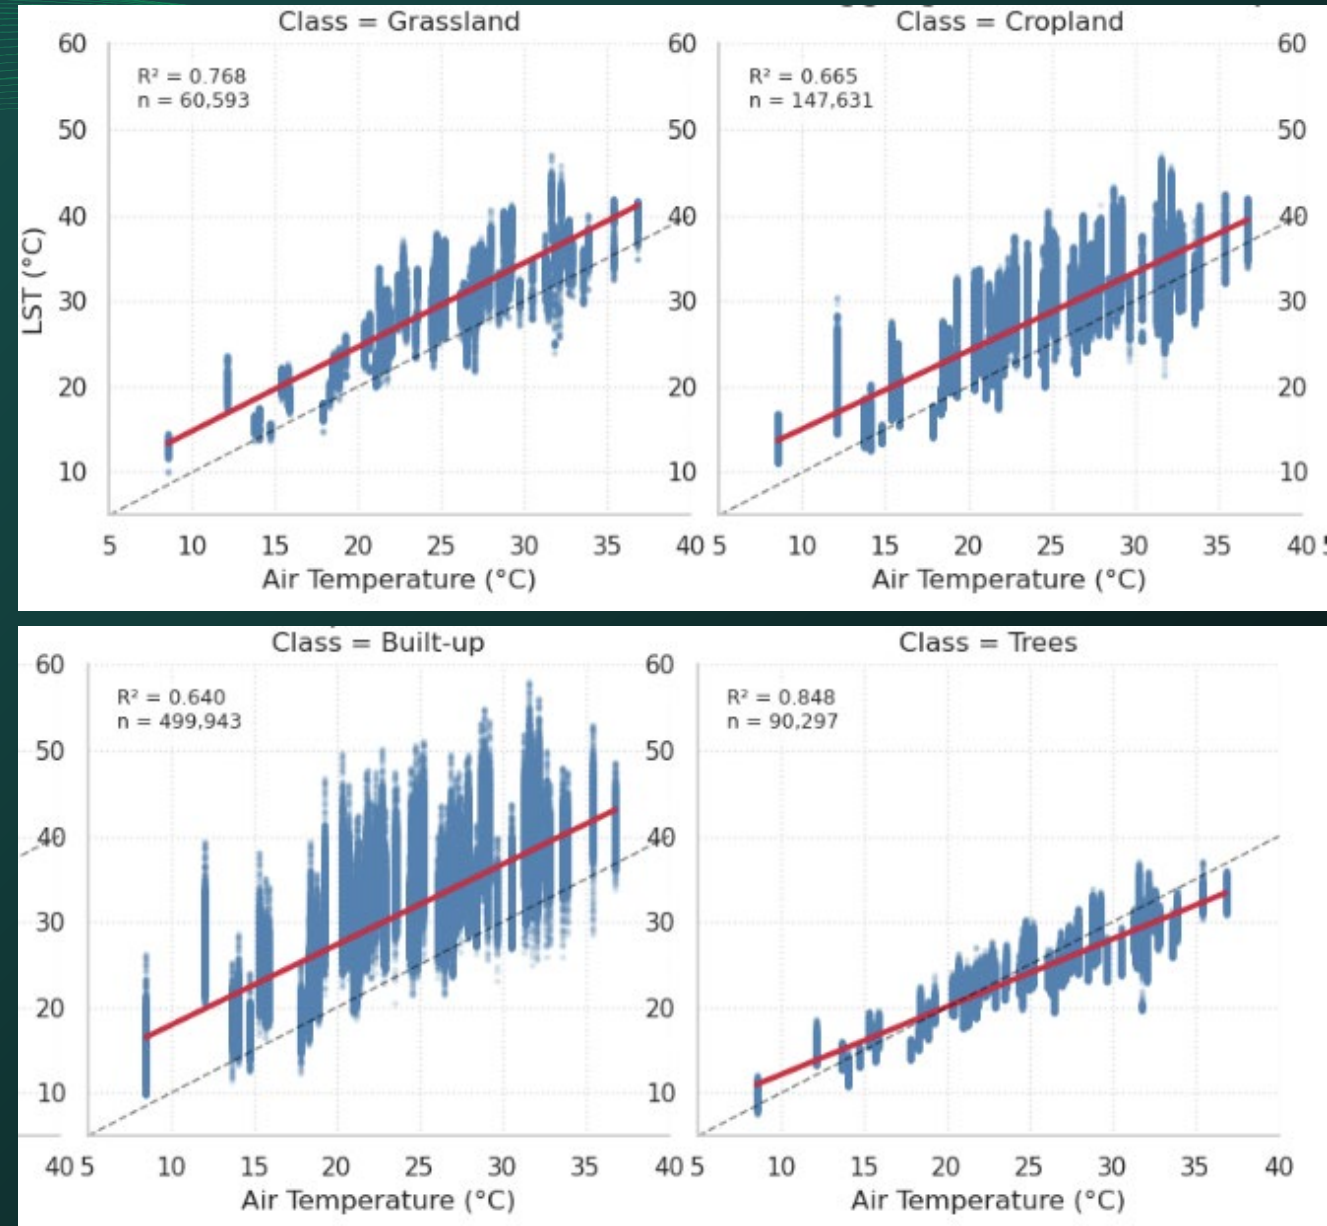 Class = Grassland
R² = 0.768
n = 60,593
60
50
40
30
20
10
LST (°C)
5 10 15 20 25 30 35 40
Air Temperature (°C)
Class = Cropland
R² = 0.665
n = 147,631
60
50
40
30
20
10
5 10 15 20 25 30 35 40
Air Temperature (°C)
60
50
40
30
20
10
Class = Built-up
R² = 0.640
n = 499,943
60
50
40
30
20
10
40 5 10 15 20 25 30 35 40
Air Temperature (°C)
Class = Trees
R² = 0.848
n = 90,297
60
50
40
30
20
10
5 10 15 20 25 30 35 40
Air Temperature (°C)